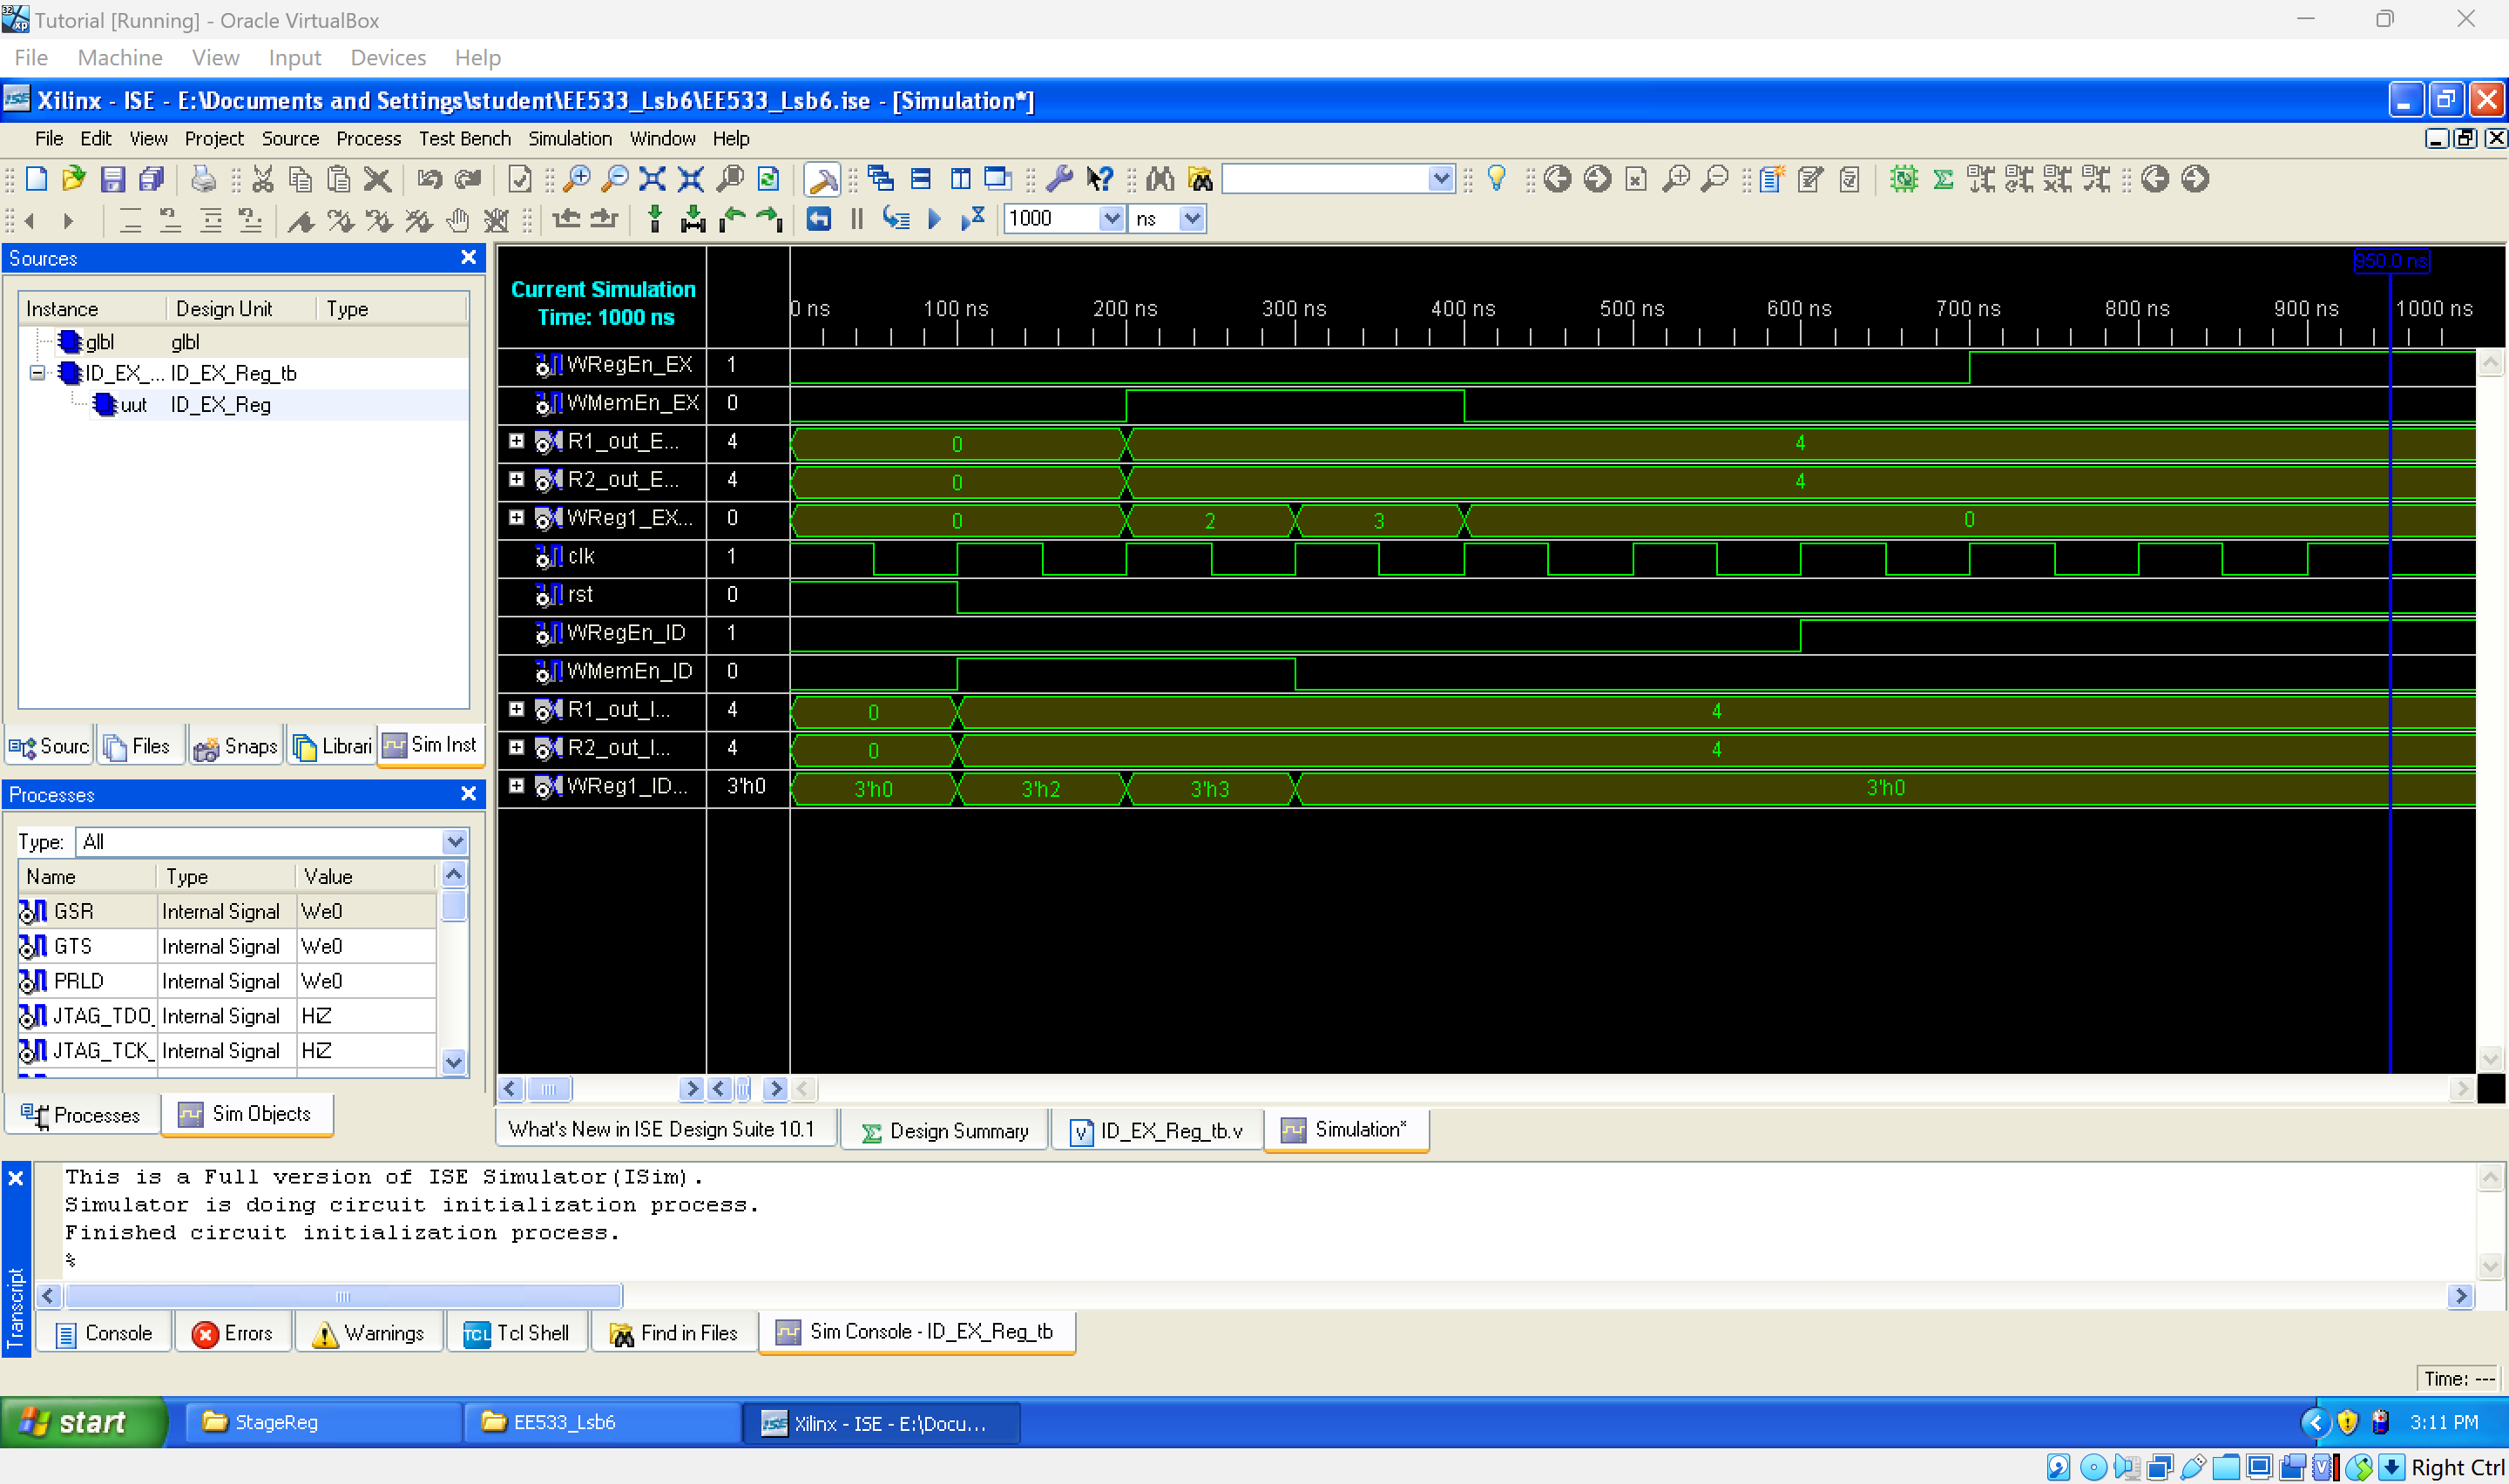 Tutorial [Running] - Oracle VirtualBox
File Machine View Input Devices Help
Xilinx - ISE - E:\Documents and Settings\student\EE533_Lsb6\EE533_Lsb6.ise - [Simulation*]
File Edit View Project Source Process Test Bench Simulation Window Help
1000 ns
Sources
Instance Design Unit Type
glbl glbl
ID_EX_... ID_EX_Reg_tb
uut ID_EX_Reg
Sourc Files Snaps Librari Sim Inst
Processes
Type: All
Name Type Value
GSR Internal Signal We0
GTS Internal Signal We0
PRLD Internal Signal We0
JTAG_TDO_ Internal Signal HiZ
JTAG_TCK_ Internal Signal HiZ
Processes Sim Objects
950.0 ns
Current Simulation
Time: 1000 ns
0 ns 100 ns 200 ns 300 ns 400 ns 500 ns 600 ns 700 ns 800 ns 900 ns 1000 ns
WRegEn_EX 1
WMemEn_EX 0
R1_out_E... 4 0 4
R2_out_E... 4 0 4
WReg1_EX... 0 0 2 3 0
clk 1
rst 0
WRegEn_ID 1
WMemEn_ID 0
R1_out_I... 4 0 4
R2_out_I... 4 0 4
WReg1_ID... 3'h0 3'h0 3'h2 3'h3 3'h0
What's New in ISE Design Suite 10.1 Design Summary ID_EX_Reg_tb.v Simulation*
Transcript
This is a Full version of ISE Simulator(ISim).
Simulator is doing circuit initialization process.
Finished circuit initialization process.
%
Console Errors Warnings Tcl Shell Find in Files Sim Console - ID_EX_Reg_tb
Time: ---
start StageReg EE533_Lsb6 Xilinx - ISE - E:\Docu... 3:11 PM
Right Ctrl